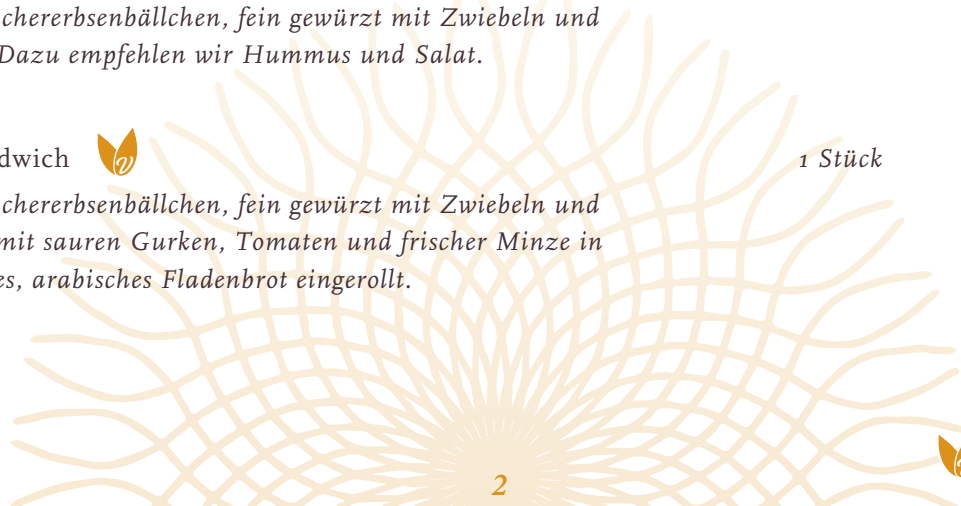 chererbsenbällchen, fein gewürzt mit Zwiebeln und
Dazu empfehlen wir Hummus und Salat.
dwich v 1 Stück
chererbsenbällchen, fein gewürzt mit Zwiebeln und
mit sauren Gurken, Tomaten und frischer Minze in
es, arabisches Fladenbrot eingerollt.
2